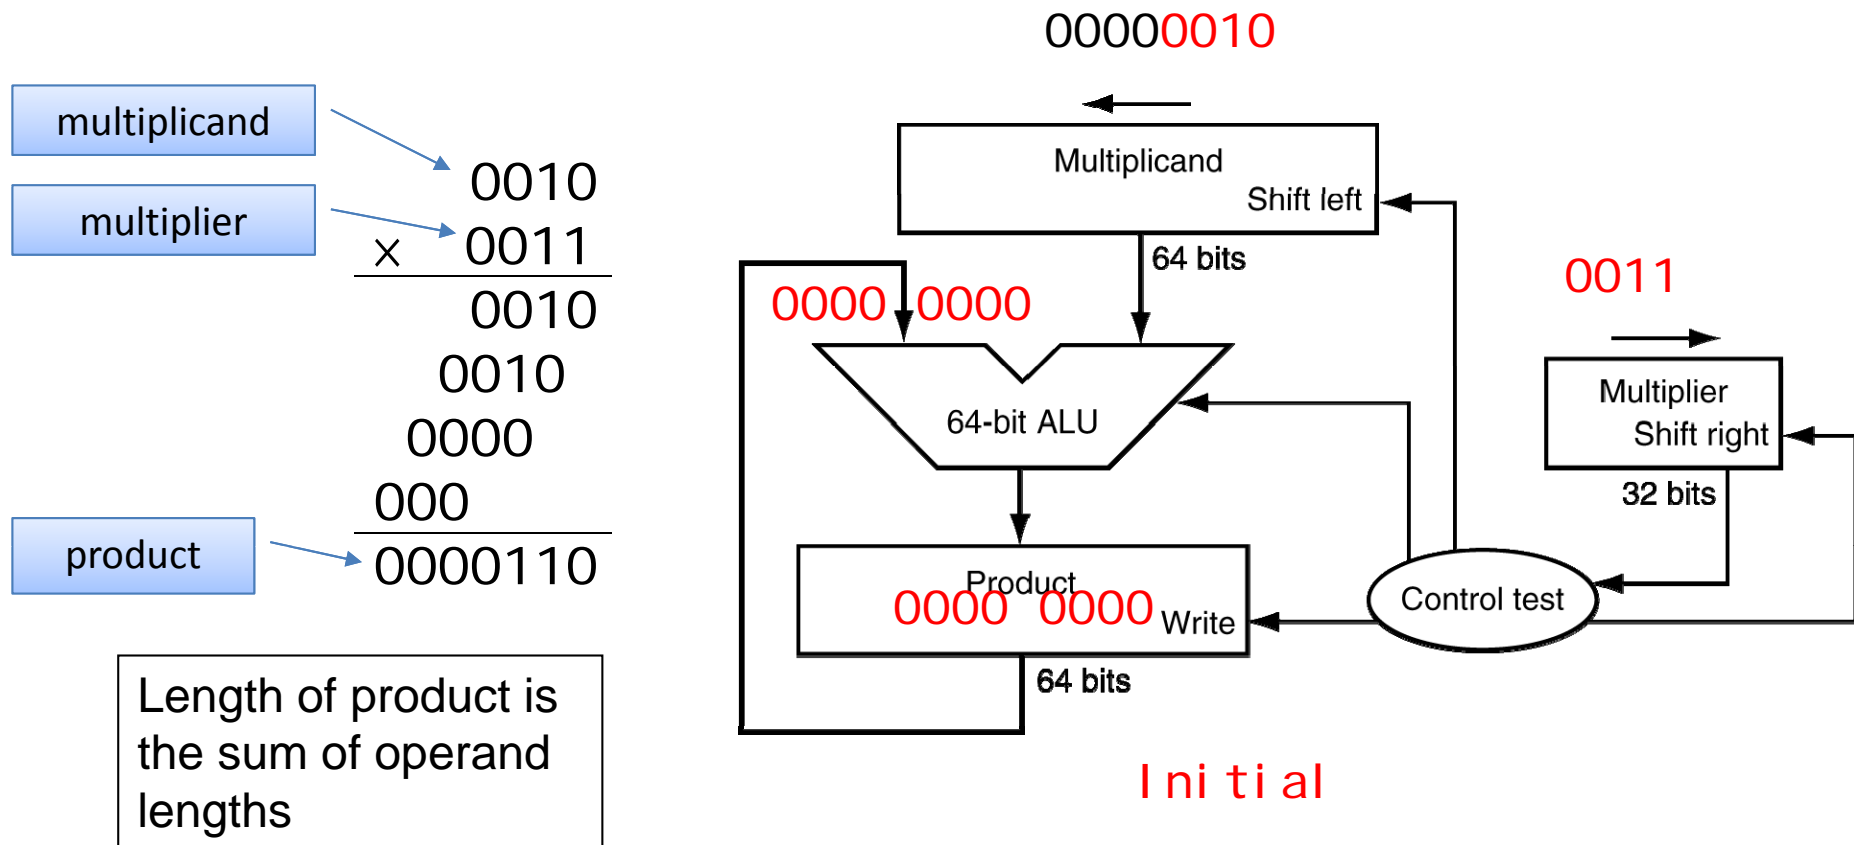 multiplicand
multiplier
0010
× 0011
0010
0010
0000
000
product
0000110
Length of product is
the sum of operand
lengths
00000010
Multiplicand
Shift left
64 bits
0000 0000
64-bit ALU
0011
Multiplier
Shift right
32 bits
Control test
Product
0000 0000
Write
64 bits
Initial